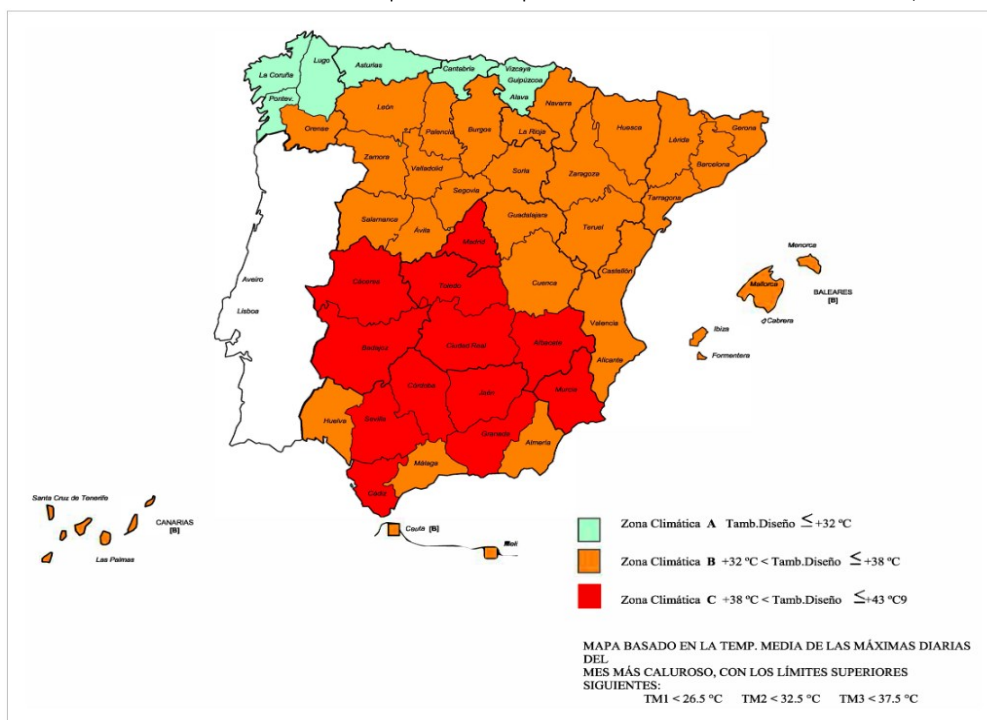 Lugo
La Coruña
Asturias
Cantabria
Vizcaya
Guipúzcoa
Alava
Pontev.
Orense
León
Palencia
Burgos
Navarra
La Rioja
Huesca
Lérida
Gerona
Barcelona
Zamora
Valladolid
Soria
Zaragoza
Tarragona
Segovia
Salamanca
Ávila
Guadalajara
Teruel
Madrid
Castellón
Menorca
Mallorca
BALEARES
[B]
Cabrera
Aveiro
Lisboa
Cáceres
Toledo
Cuenca
Valencia
Ibiza
Formentera
Badajoz
Ciudad Real
Albacete
Alicante
Córdoba
Jaén
Murcia
Huelva
Sevilla
Granada
Almería
Málaga
Cádiz
Santa Cruz de Tenerife
CANARIAS
[B]
Las Palmas
Ceuta [B]
Meli
Zona Climática A Tamb.Diseño ≤ +32 ºC
Zona Climática B +32 ºC < Tamb.Diseño ≤ +38 ºC
Zona Climática C +38 ºC < Tamb.Diseño ≤+43 ºC9
MAPA BASADO EN LA TEMP. MEDIA DE LAS MÁXIMAS DIARIAS
DEL
MES MÁS CALUROSO, CON LOS LÍMITES SUPERIORES
SIGUIENTES:
TM1 < 26.5 ºC TM2 < 32.5 ºC TM3 < 37.5 ºC